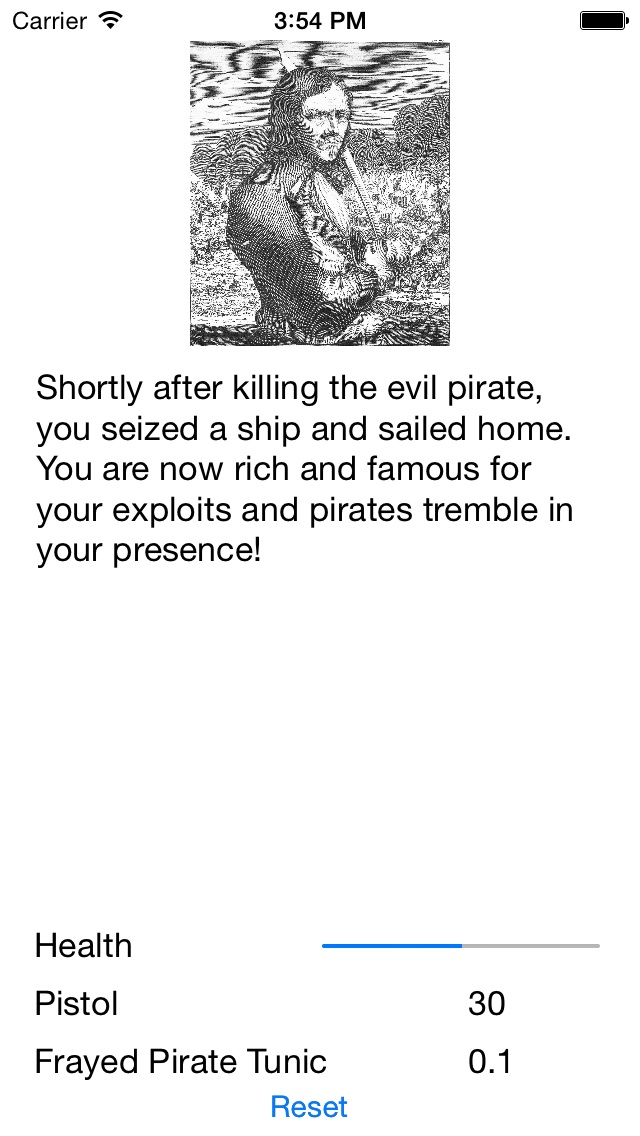 Carrier 3:54 PM
Shortly after killing the evil pirate,
you seized a ship and sailed home.
You are now rich and famous for
your exploits and pirates tremble in
your presence!
Health
Pistol 30
Frayed Pirate Tunic 0.1
Reset